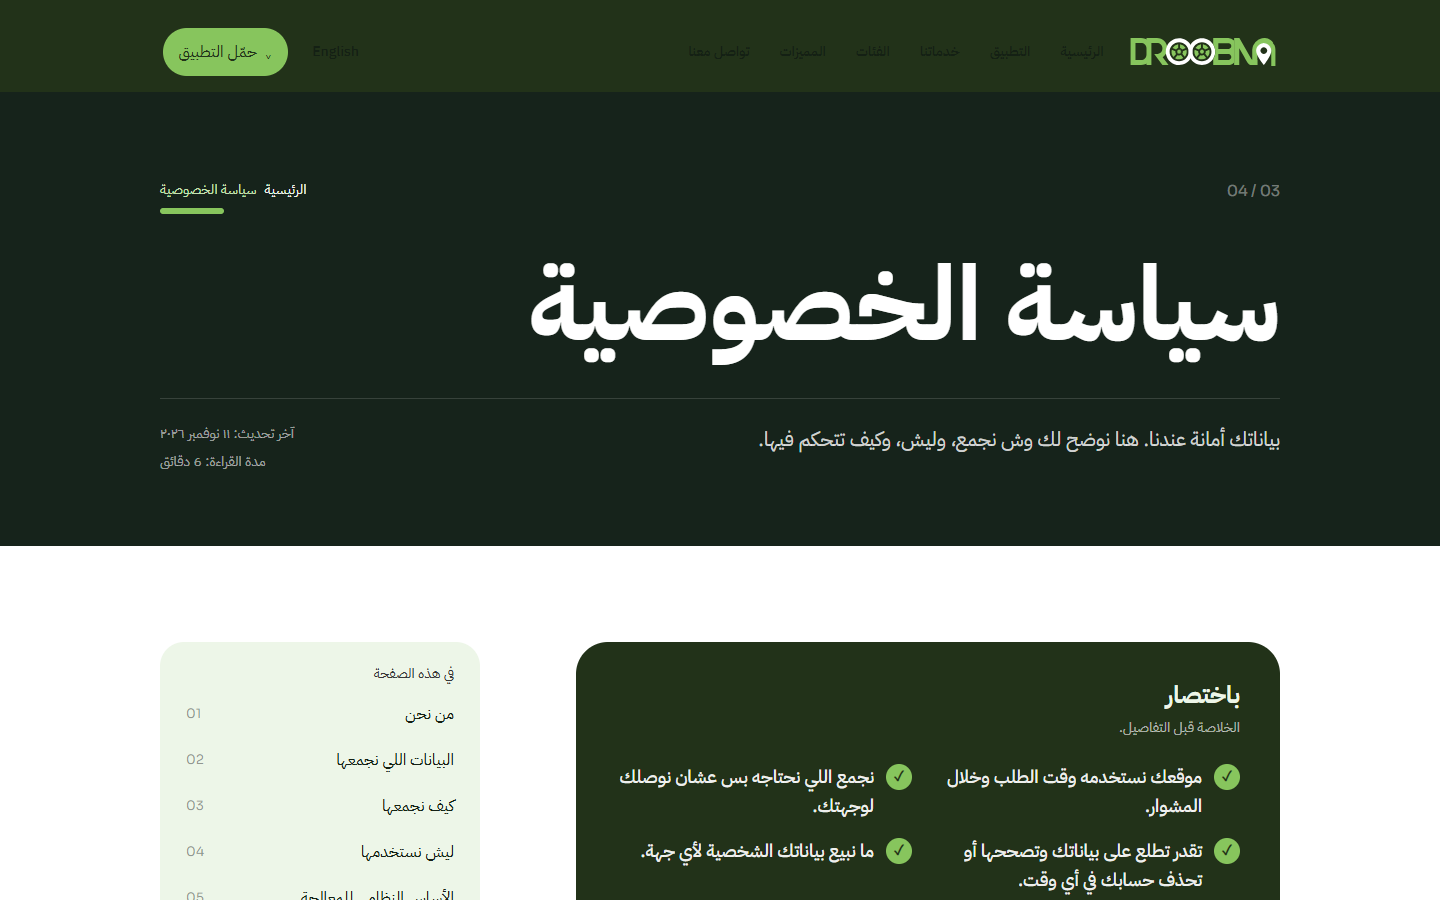 DROOBNA
الرئيسية
التطبيق
خدماتنا
الفئات
المميزات
تواصل معنا
English
حمّل التطبيق
04 / 03
الرئيسية سياسة الخصوصية
سياسة الخصوصية
بياناتك أمانة عندنا. هنا نوضح لك وش نجمع، وليش، وكيف تتحكم فيها.
آخر تحديث: ١١ نوفمبر ٢٠٢٦
مدة القراءة: 6 دقائق
باختصار
الخلاصة قبل التفاصيل.
موقعك نستخدمه وقت الطلب وخلال
المشوار.
نجمع اللي نحتاجه بس عشان نوصلك
لوجهتك.
تقدر تطلع على بياناتك وتصححها أو
تحذف حسابك في أي وقت.
ما نبيع بياناتك الشخصية لأي جهة.
في هذه الصفحة
من نحن 01
البيانات اللي نجمعها 02
كيف نجمعها 03
ليش نستخدمها 04
الأساس النظامي للمعالجة 05